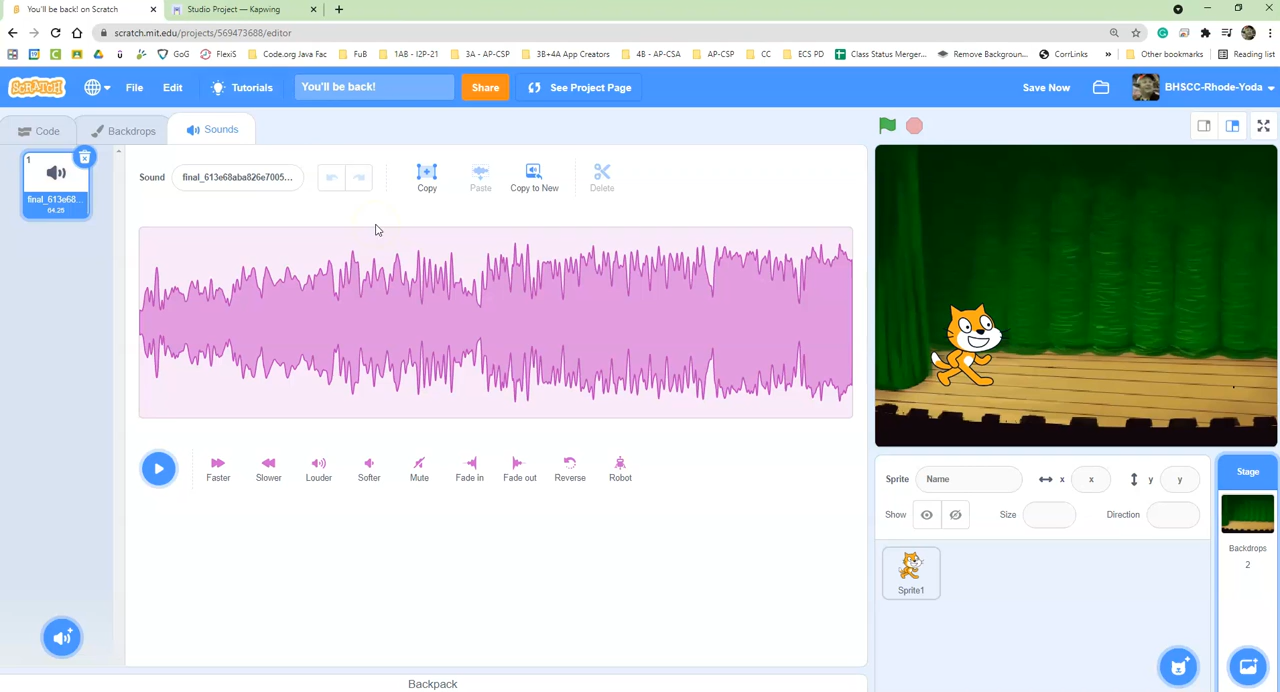 You'll be back! on Scratch
Studio Project — Kapwing
scratch.mit.edu/projects/569473688/editor
GoG
FlexiS
Code.org Java Fac
FuB
1AB - I2P-21
3A - AP-CSP
3B+4A App Creators
4B - AP-CSA
AP-CSP
CC
ECS PD
Class Status Merger...
Remove Backgroun...
CorrLinks
»
Other bookmarks
Reading list
SCRATCH
File
Edit
Tutorials
You'll be back!
Share
See Project Page
Save Now
BHSCC-Rhode-Yoda
Code
Backdrops
Sounds
1
final_613e68...
64.25
Sound
final_613e68aba826e7005...
Copy
Paste
Copy to New
Delete
Faster
Slower
Louder
Softer
Mute
Fade in
Fade out
Reverse
Robot
Sprite
Name
x
x
y
y
Show
Size
Direction
Sprite1
Stage
Backdrops
2
Backpack